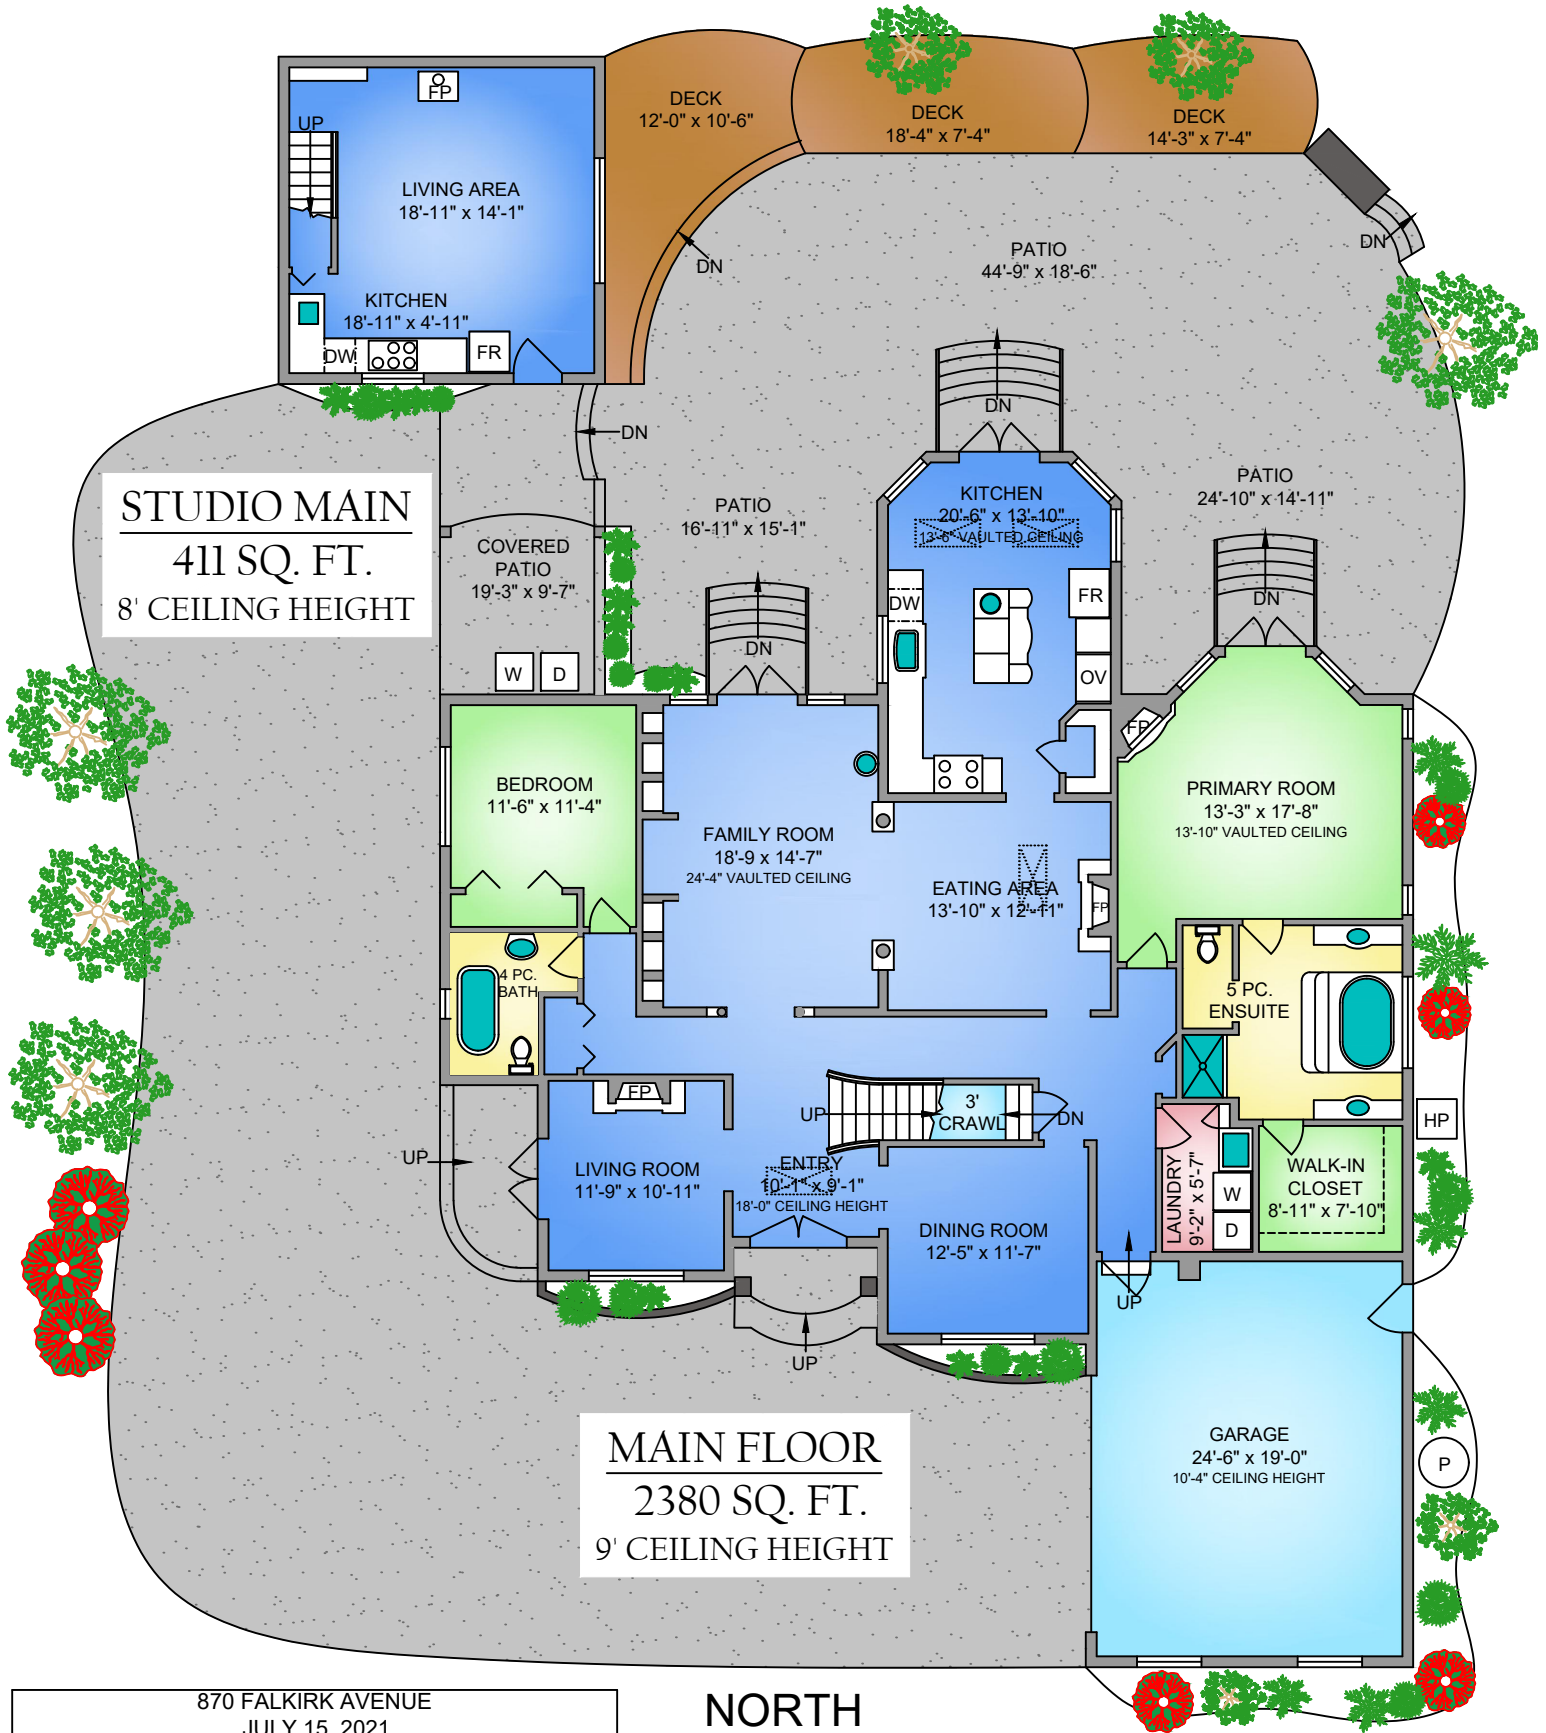 FP
UP
LIVING AREA
18'-11" x 14'-1"
KITCHEN
18'-11" x 4'-11"
DW
FR
DECK
12'-0" x 10'-6"
DECK
18'-4" x 7'-4"
DECK
14'-3" x 7'-4"
DN
PATIO
44'-9" x 18'-6"
DN
DN
DN
STUDIO MAIN
411 SQ. FT.
8' CEILING HEIGHT
COVERED
PATIO
19'-3" x 9'-7"
W
D
PATIO
16'-11" x 15'-1"
DN
KITCHEN
20'-6" x 13'-10"
13'-6" VAULTED CEILING
DW
FR
OV
PATIO
24'-10" x 14'-11"
DN
FP
BEDROOM
11'-6" x 11'-4"
FAMILY ROOM
18'-9 x 14'-7"
24'-4" VAULTED CEILING
EATING AREA
13'-10" x 12'-11"
FP
PRIMARY ROOM
13'-3" x 17'-8"
13'-10" VAULTED CEILING
4 PC.
BATH
5 PC.
ENSUITE
FP
UP
3'
CRAWL
DN
HP
UP
LIVING ROOM
11'-9" x 10'-11"
ENTRY
10'-1" x 9'-1"
18'-0" CEILING HEIGHT
DINING ROOM
12'-5" x 11'-7"
LAUNDRY
9'-2" x 5'-7"
W
D
WALK-IN
CLOSET
8'-11" x 7'-10"
UP
UP
GARAGE
24'-6" x 19'-0"
10'-4" CEILING HEIGHT
P
MAIN FLOOR
2380 SQ. FT.
9' CEILING HEIGHT
870 FALKIRK AVENUE
JULY 15, 2021
NORTH